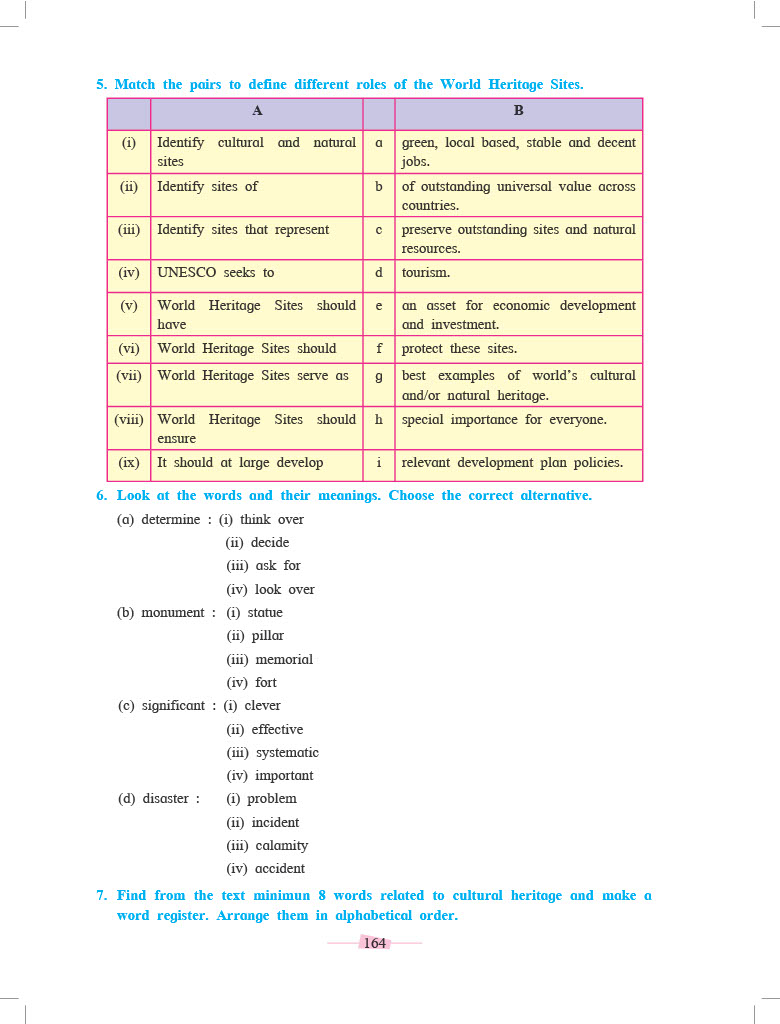 5. Match the pairs to define different roles of the World Heritage Sites.
A B
(i) Identify cultural and natural a green, local based, stable and decent
sites jobs.
(ii) Identify sites of b of outstanding universal value across
countries.
(iii) Identify sites that represent c preserve outstanding sites and natural
resources.
(iv) UNESCO seeks to d tourism.
(v) World Heritage Sites should e an asset for economic development
have and investment.
(vi) World Heritage Sites should f protect these sites.
(vii) World Heritage Sites serve as g best examples of world's cultural
and/or natural heritage.
(viii) World Heritage Sites should h special importance for everyone.
ensure
(ix) It should at large develop i relevant development plan policies.
6. Look at the words and their meanings. Choose the correct alternative.
(a) determine : (i) think over
(ii) decide
(iii) ask for
(iv) look over
(b) monument : (i) statue
(ii) pillar
(iii) memorial
(iv) fort
(c) significant : (i) clever
(ii) effective
(iii) systematic
(iv) important
(d) disaster : (i) problem
(ii) incident
(iii) calamity
(iv) accident
7. Find from the text minimun 8 words related to cultural heritage and make a
word register. Arrange them in alphabetical order.
164